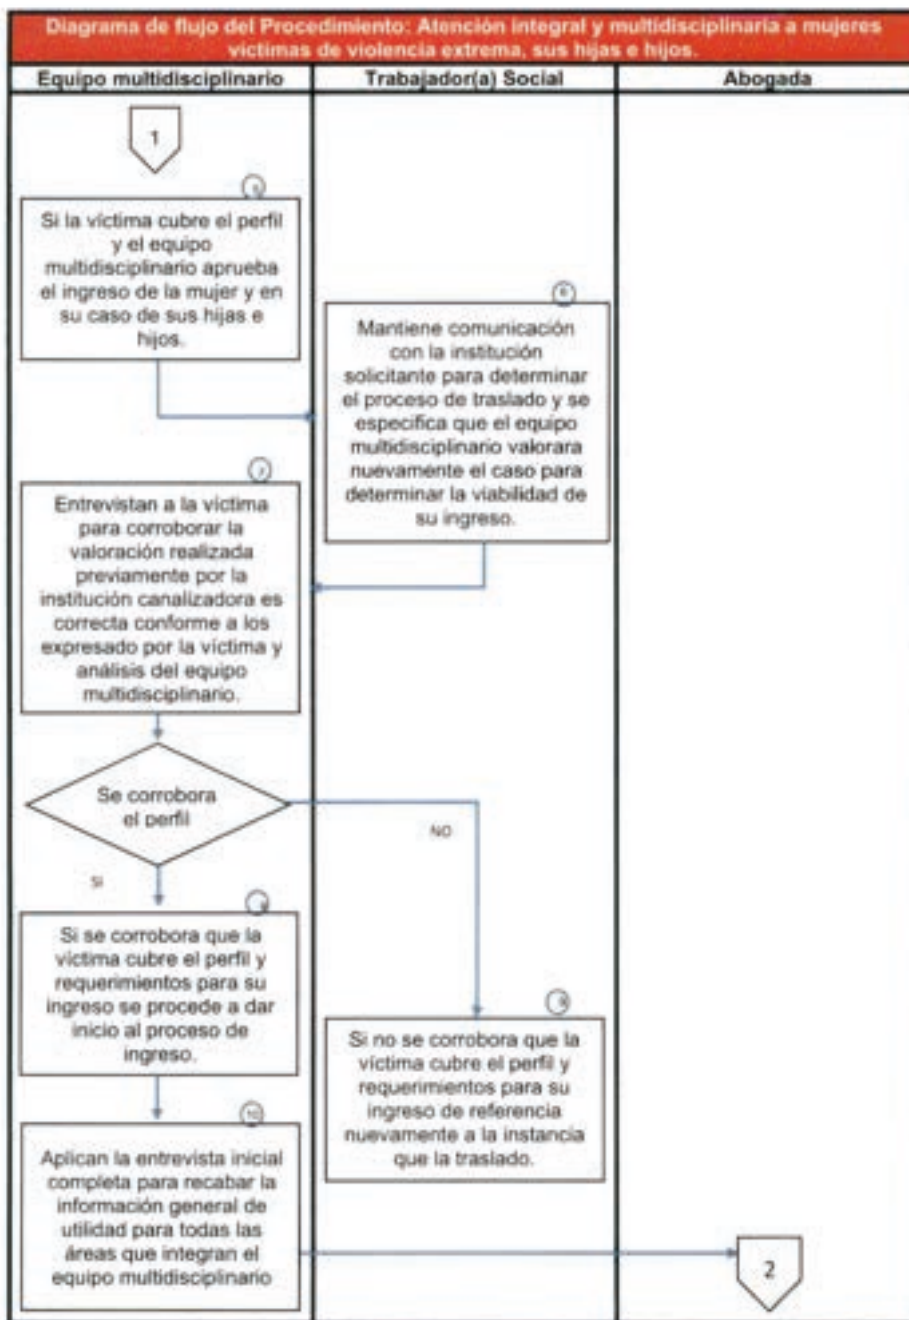 Diagrama de flujo del Procedimiento: Atención integral y multidisciplinaria a mujeres
víctimas de violencia extrema, sus hijas e hijos.
Equipo multidisciplinario
Trabajador(a) Social
Abogada
1
5
Si la víctima cubre el perfil
y el equipo
multidisciplinario aprueba
el ingreso de la mujer y en
su caso de sus hijas e
hijos.
6
Mantiene comunicación
con la institución
solicitante para determinar
el proceso de traslado y se
especifica que el equipo
multidisciplinario valorara
nuevamente el caso para
determinar la viabilidad de
su ingreso.
7
Entrevistan a la víctima
para corroborar la
valoración realizada
previamente por la
institución canalizadora es
correcta conforme a los
expresado por la víctima y
análisis del equipo
multidisciplinario.
Se corrobora
el perfil
NO
SI
Si se corrobora que la
víctima cubre el perfil y
requerimientos para su
ingreso se procede a dar
inicio al proceso de
ingreso.
9
Si no se corrobora que la
víctima cubre el perfil y
requerimientos para su
ingreso de referencia
nuevamente a la instancia
que la traslado.
10
Aplican la entrevista inicial
completa para recabar la
información general de
utilidad para todas las
áreas que integran el
equipo multidisciplinario
2